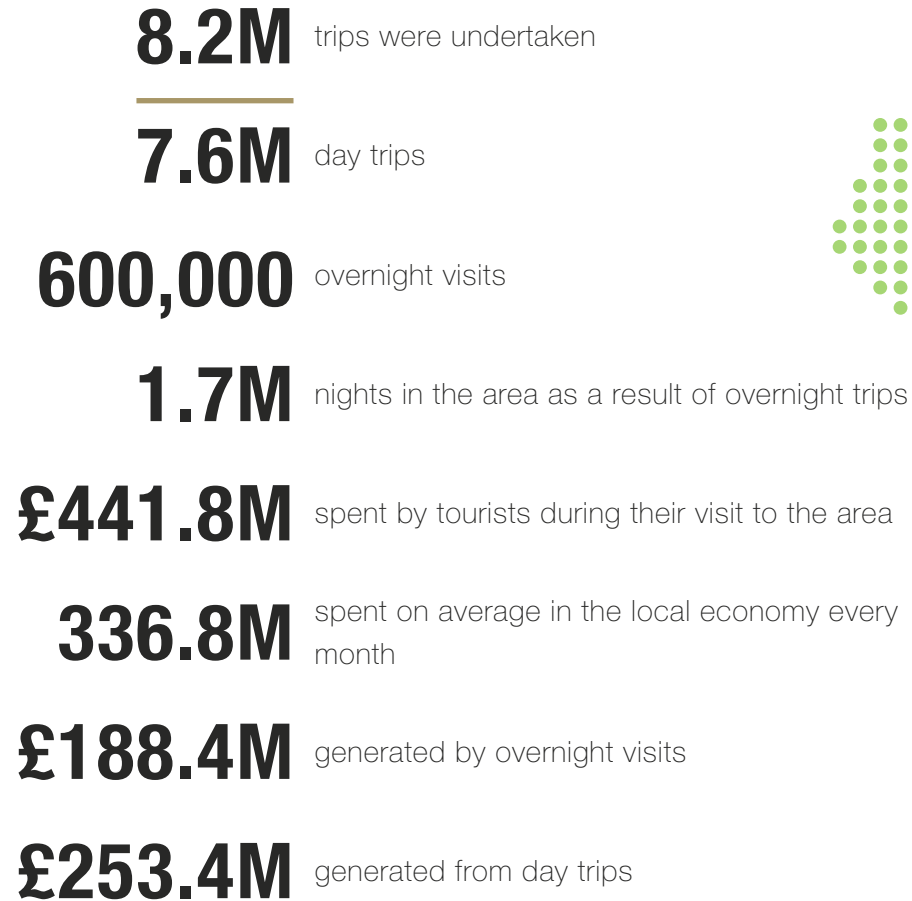 8.2M trips were undertaken
7.6M day trips
600,000 overnight visits
1.7M nights in the area as a result of overnight trips
£441.8M spent by tourists during their visit to the area
336.8M spent on average in the local economy every
month
£188.4M generated by overnight visits
£253.4M generated from day trips